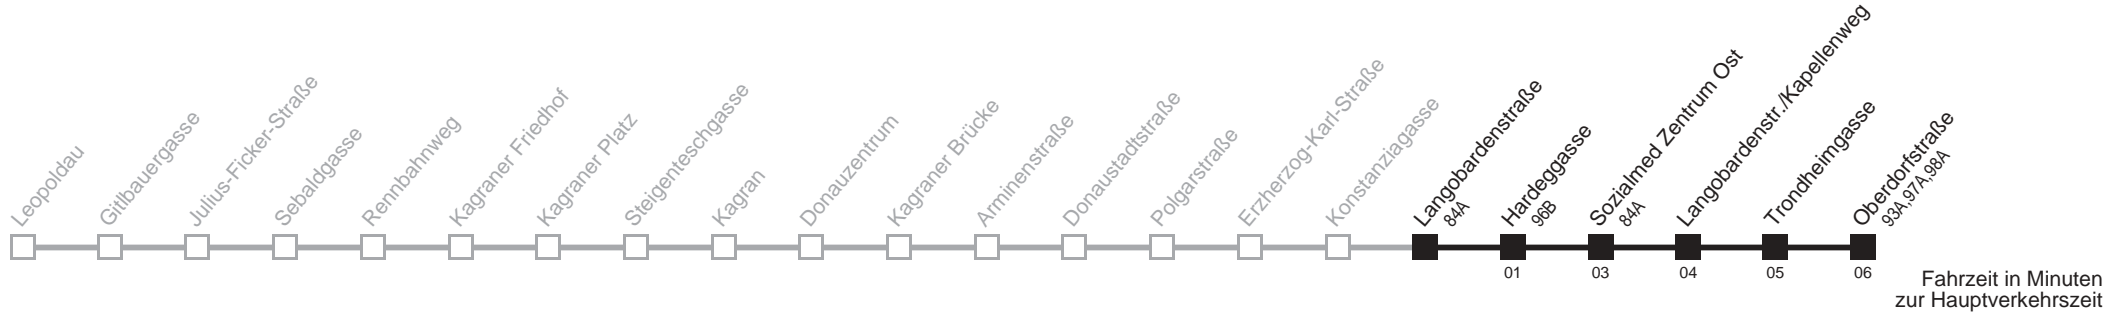 Leopoldau
Gitlbauergasse
Julius-Ficker-Straße
Sebaldgasse
Rennbahnweg
Kagraner Friedhof
Kagraner Platz
Steigenteschgasse
Kagran
Donauzentrum
Kagraner Brücke
Arminenstraße
Donaustadtstraße
Polgarstraße
Erzherzog-Karl-Straße
Konstanziagasse
Langobardenstraße
84A
Hardeggasse
96B
Sozialmed Zentrum Ost
84A
Langobardenstr./Kapellenweg
Trondheimgasse
Oberdorfstraße
93A,97A,98A
01
03
04
05
06
Fahrzeit in Minuten
zur Hauptverkehrszeit